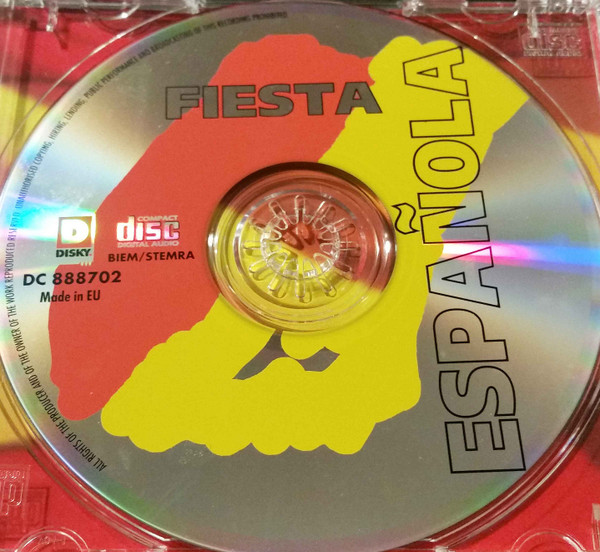 FIESTA
ESPAÑOLA
D
DISKY
COMPACT
disc
DIGITAL AUDIO
BIEM/STEMRA
DC 888702
Made in EU
ALL RIGHTS OF THE PRODUCER AND OF THE OWNER OF THE WORK REPRODUCED RESERVED. UNAUTHORISED COPYING, HIRING, LENDING, PUBLIC PERFORMANCE AND BROADCASTING OF THIS RECORDING PROHIBITED
disc